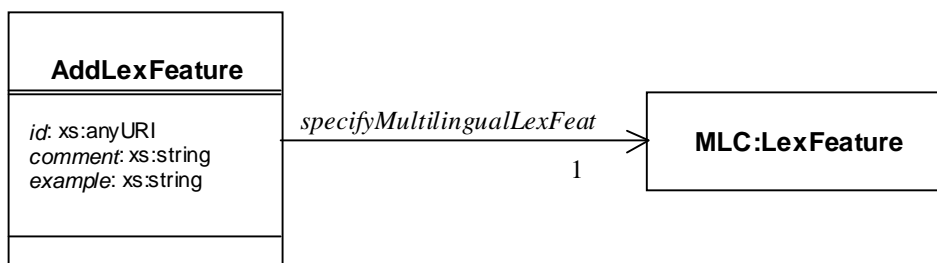 AddLexFeature
id: xs:anyURI
comment: xs:string
example: xs:string
specifyMultilingualLexFeat
1
MLC:LexFeature